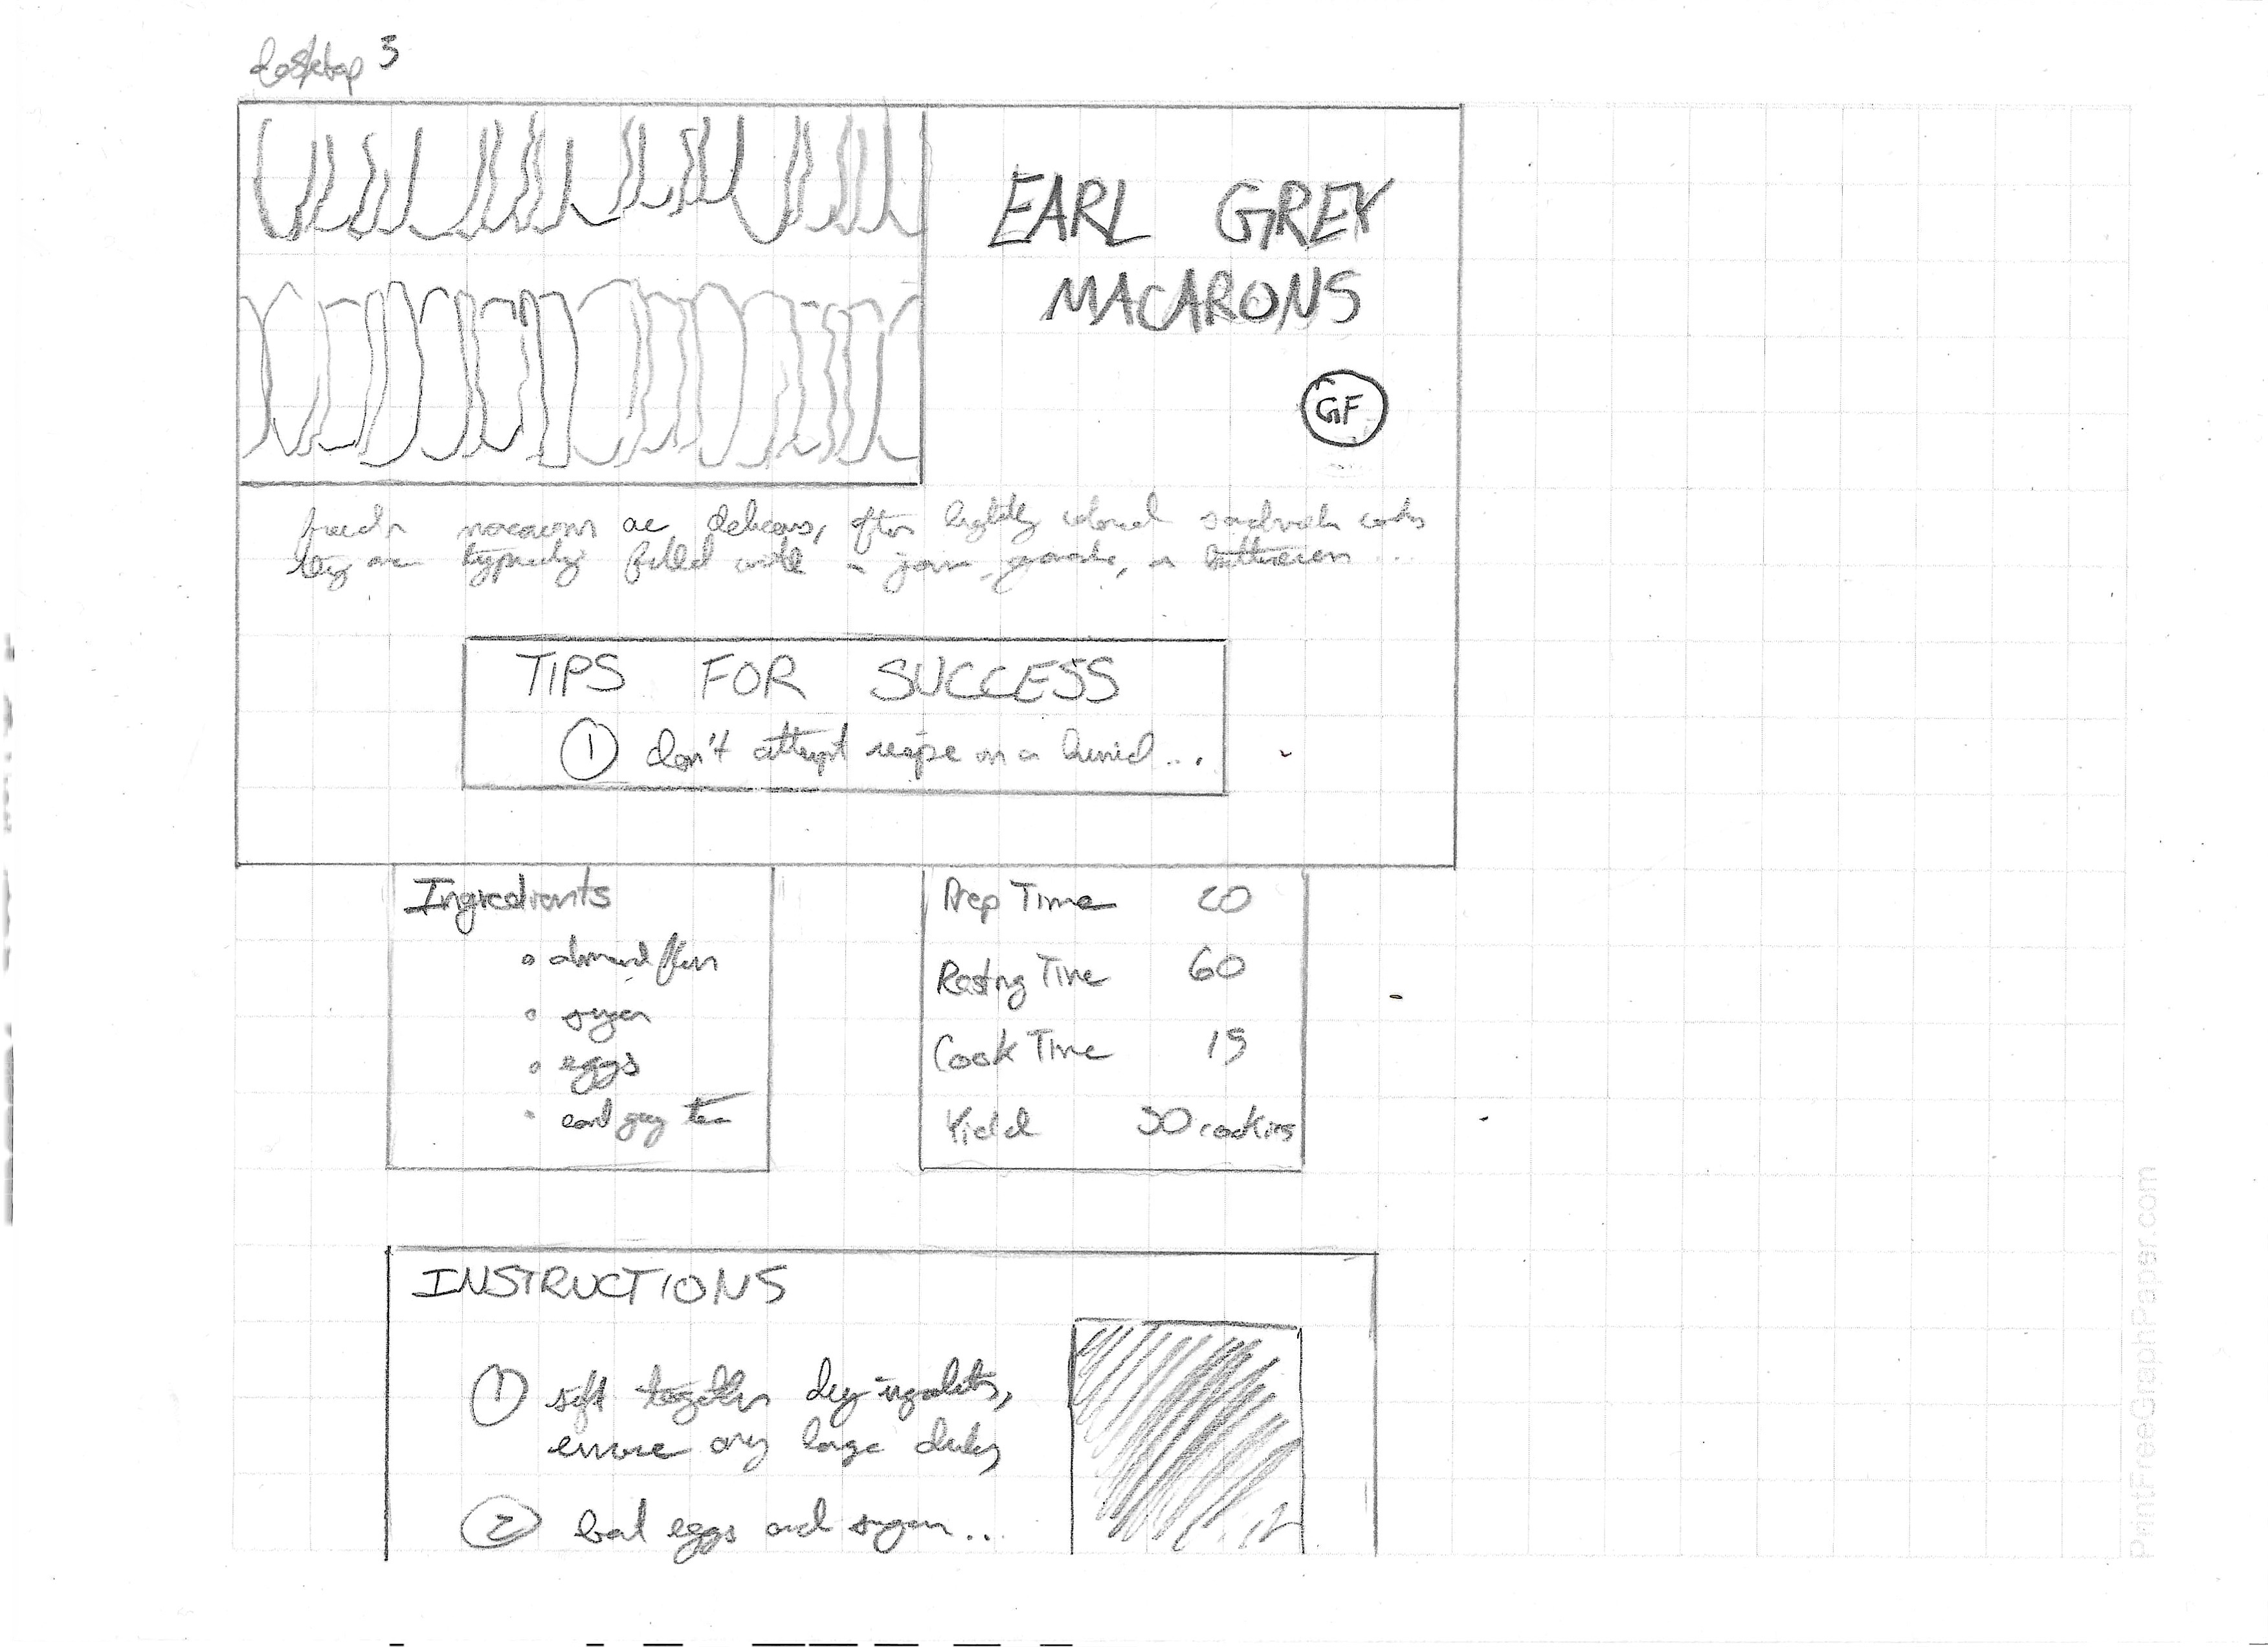 desktop 3
EARL GREY
MACARONS
GF
french macarons are delicious, often brightly colored sandwich cookies
they are typically filled with a jam, ganache, or buttercream...
TIPS FOR SUCCESS
1 don't attempt recipe on a humid...
Ingredients
almond flour
sugar
eggs
earl grey tea
Prep Time 20
Resting Time 60
Cook Time 15
Yield 30 cookies
INSTRUCTIONS
1 sift together dry ingredients,
remove any large chunks
2 beat eggs and sugar...
PrintFreeGraphPaper.com